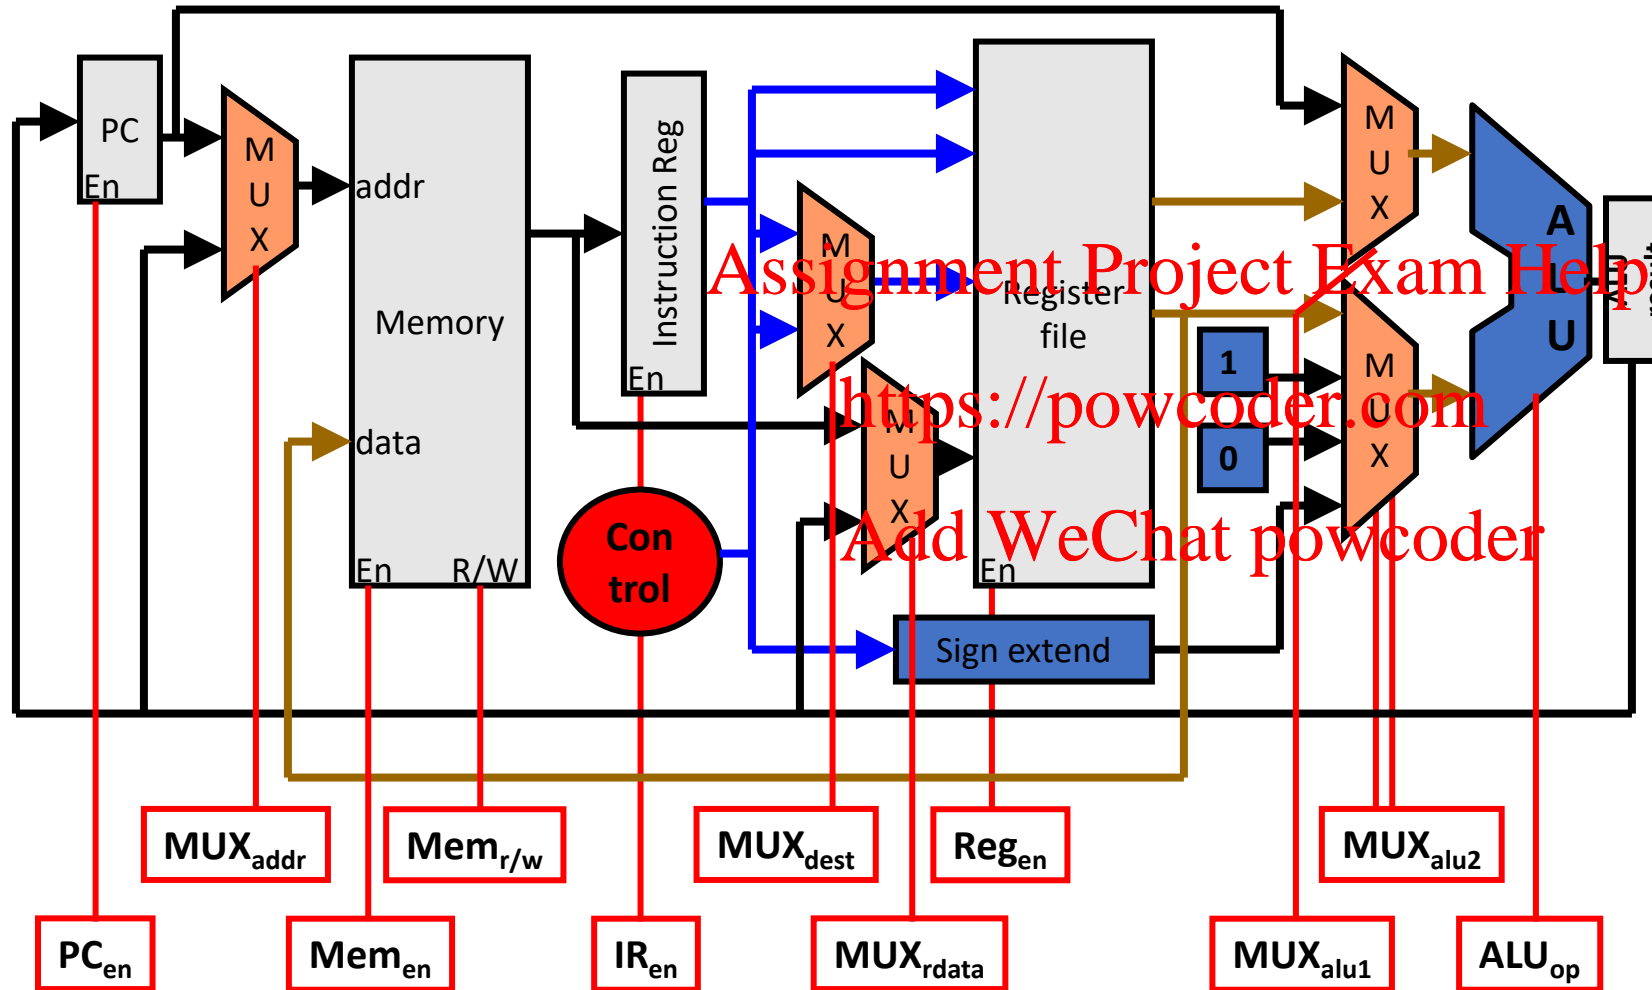 PC
En
M
U
X
addr
Memory
data
En R/W
Instruction Reg
En
Con
trol
M
U
X
M
U
X
Register
file
En
Sign extend
1
0
M
U
X
M
U
X
A
L
U
ALU
Assignment Project Exam Help
https://powcoder.com
Add WeChat powcoder
MUXaddr
Memr/w
MUXdest
Regen
MUXalu2
PCen
Memen
IRen
MUXrdata
MUXalu1
ALUop